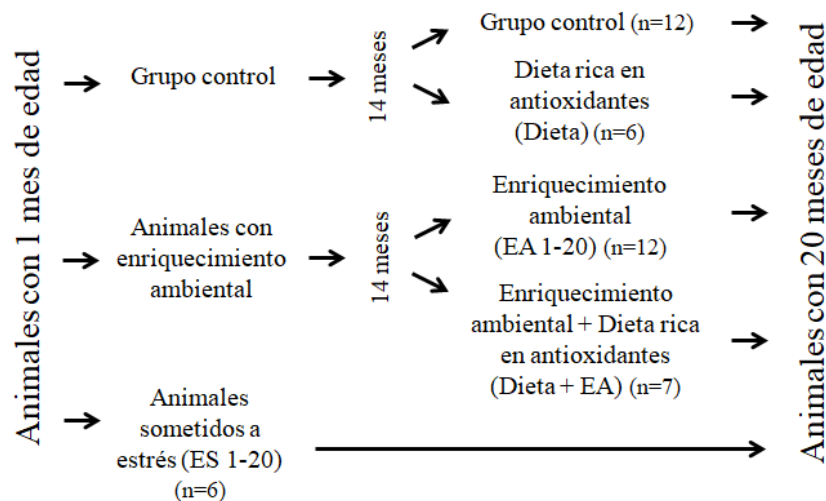 Animales con 1 mes de edad
Grupo control
14 meses
Grupo control (n=12)
Dieta rica en
antioxidantes
(Dieta) (n=6)
Animales con
enriquecimiento
ambiental
14 meses
Enriquecimiento
ambiental
(EA 1-20) (n=12)
Enriquecimiento
ambiental + Dieta rica
en antioxidantes
(Dieta + EA) (n=7)
Animales
sometidos a
estrés (ES 1-20)
(n=6)
Animales con 20 meses de edad